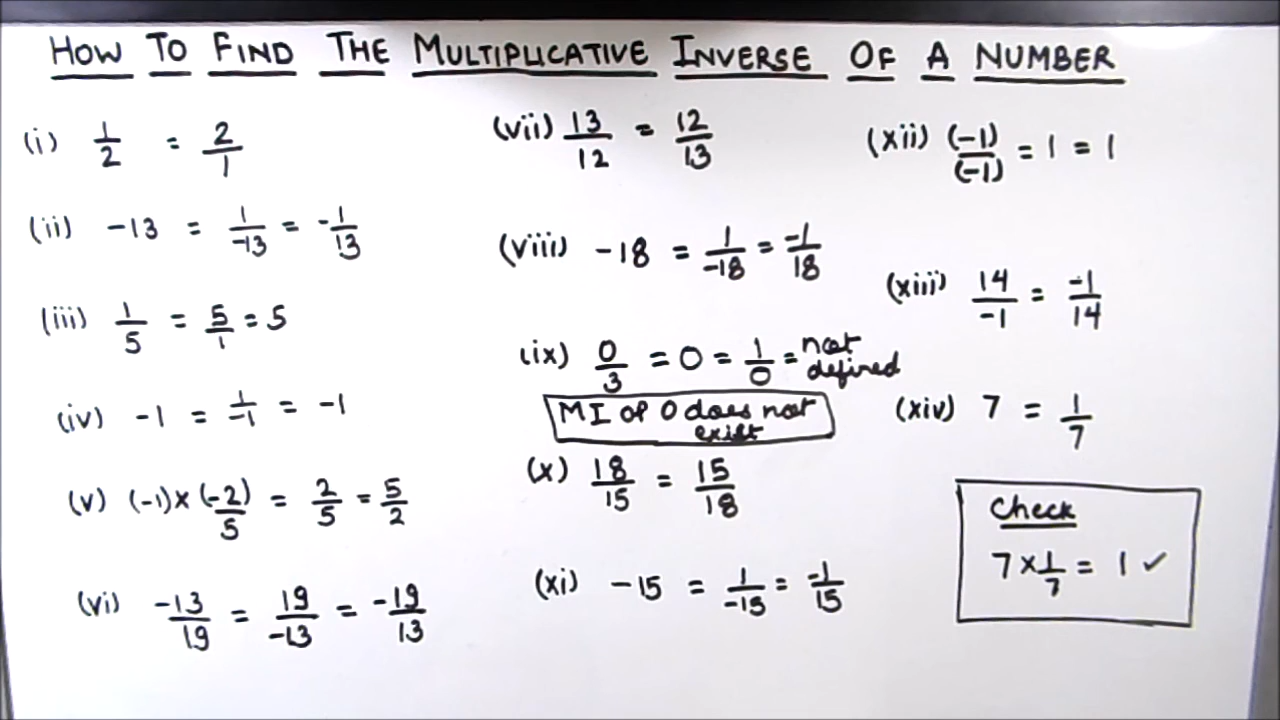 HOW TO FIND THE MULTIPLICATIVE INVERSE OF A NUMBER
(i) 1/2 = 2/1
(ii) -13 = 1/-13 = -1/13
(iii) 1/5 = 5/1 = 5
(iv) -1 = 1/-1 = -1
(v) (-1)×(-2)/5 = 2/5 = 5/2
(vi) -13/19 = 19/-13 = -19/13
(vii) 13/12 = 12/13
(viii) -18 = 1/-18 = -1/18
(ix) 0/3 = 0 = 1/0 = not defined
MI of 0 does not
exist
(x) 18/15 = 15/18
(xi) -15 = 1/-15 = -1/15
(xii) (-1)/(-1) = 1 = 1
(xiii) 14/-1 = -1/14
(xiv) 7 = 1/7
Check
7 × 1/7 = 1 ✓